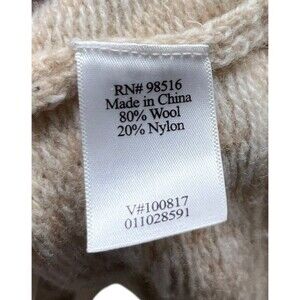 RN# 98516
Made in China
80% Wool
20% Nylon
V#100817
011028591